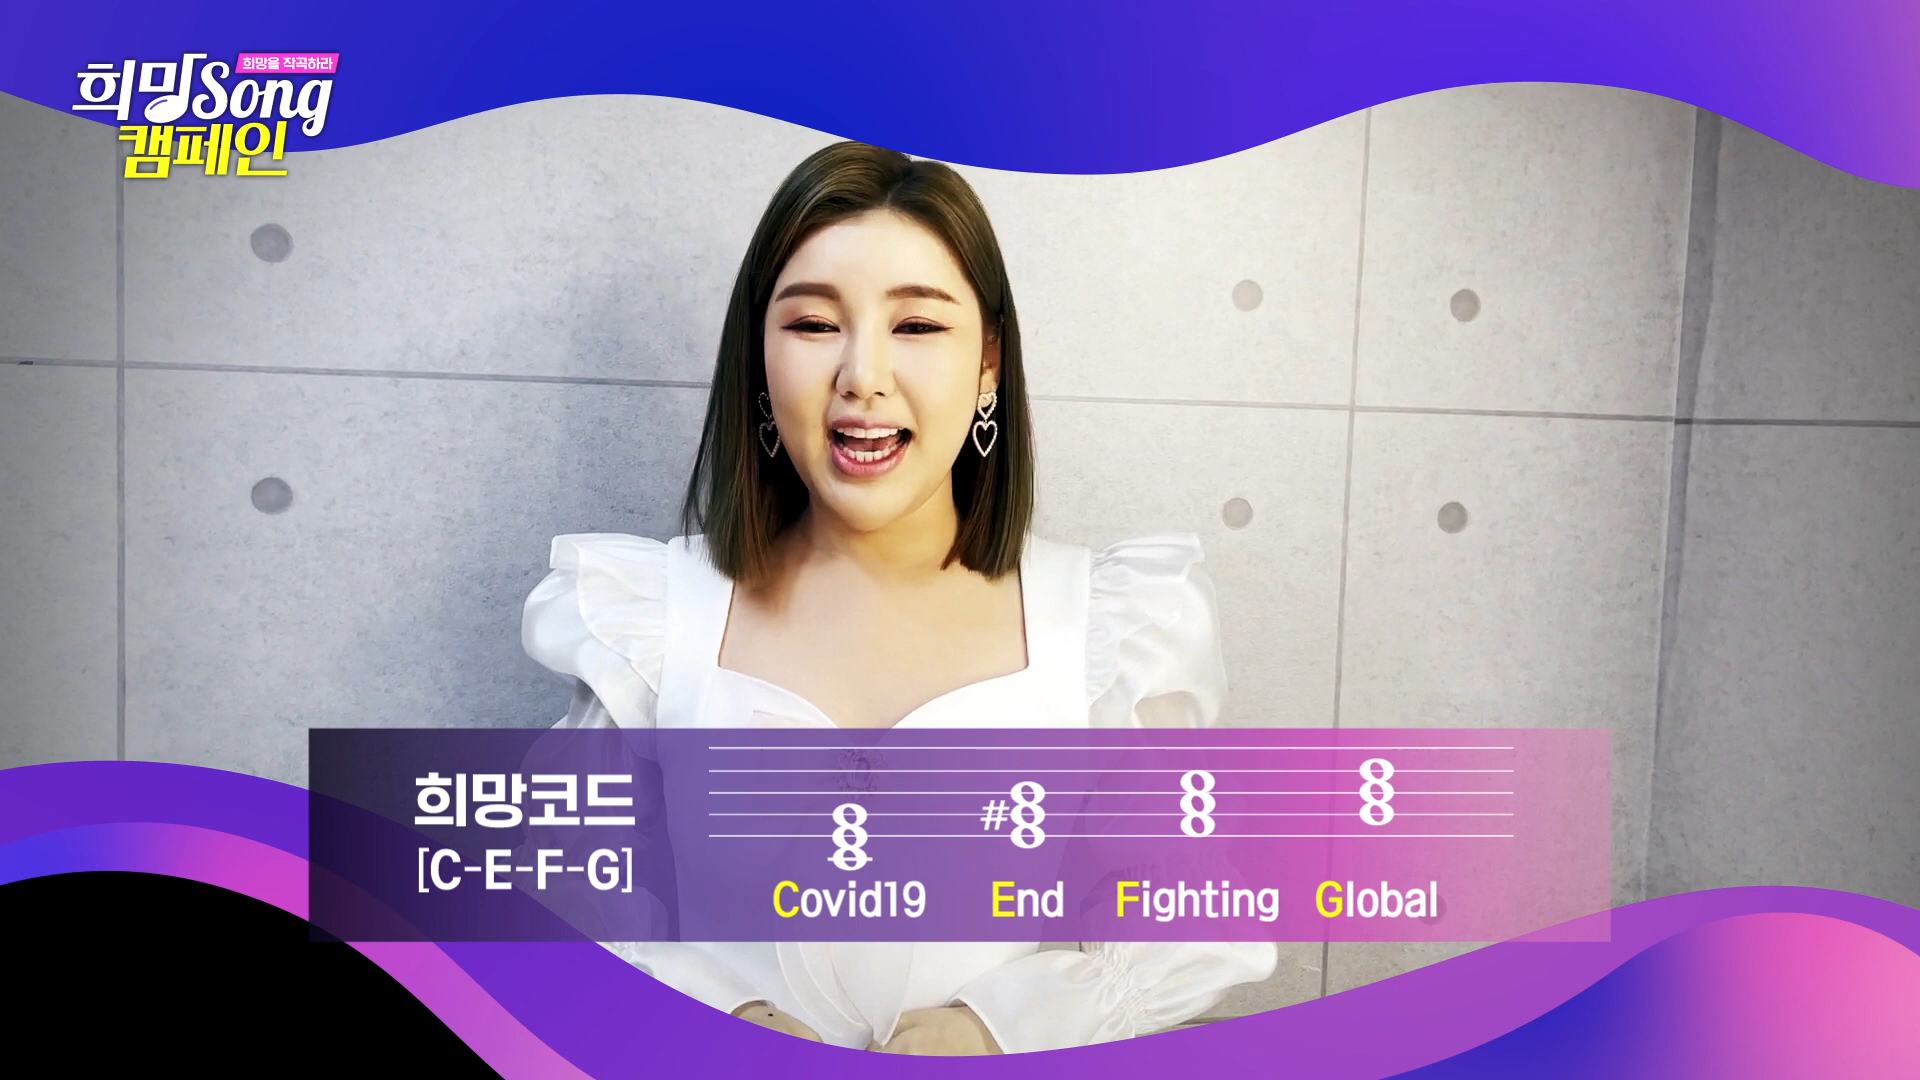 희망을 작곡하라
희망Song
캠페인
희망코드
[C-E-F-G]
#
Covid19 End Fighting Global